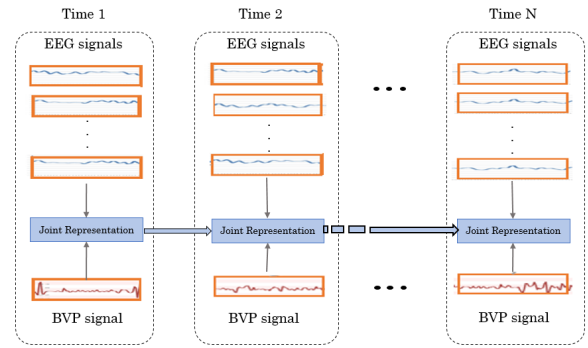 Time 1
Time 2
Time N
EEG signals
EEG signals
EEG signals
Joint Representation
Joint Representation
Joint Representation
BVP signal
BVP signal
BVP signal